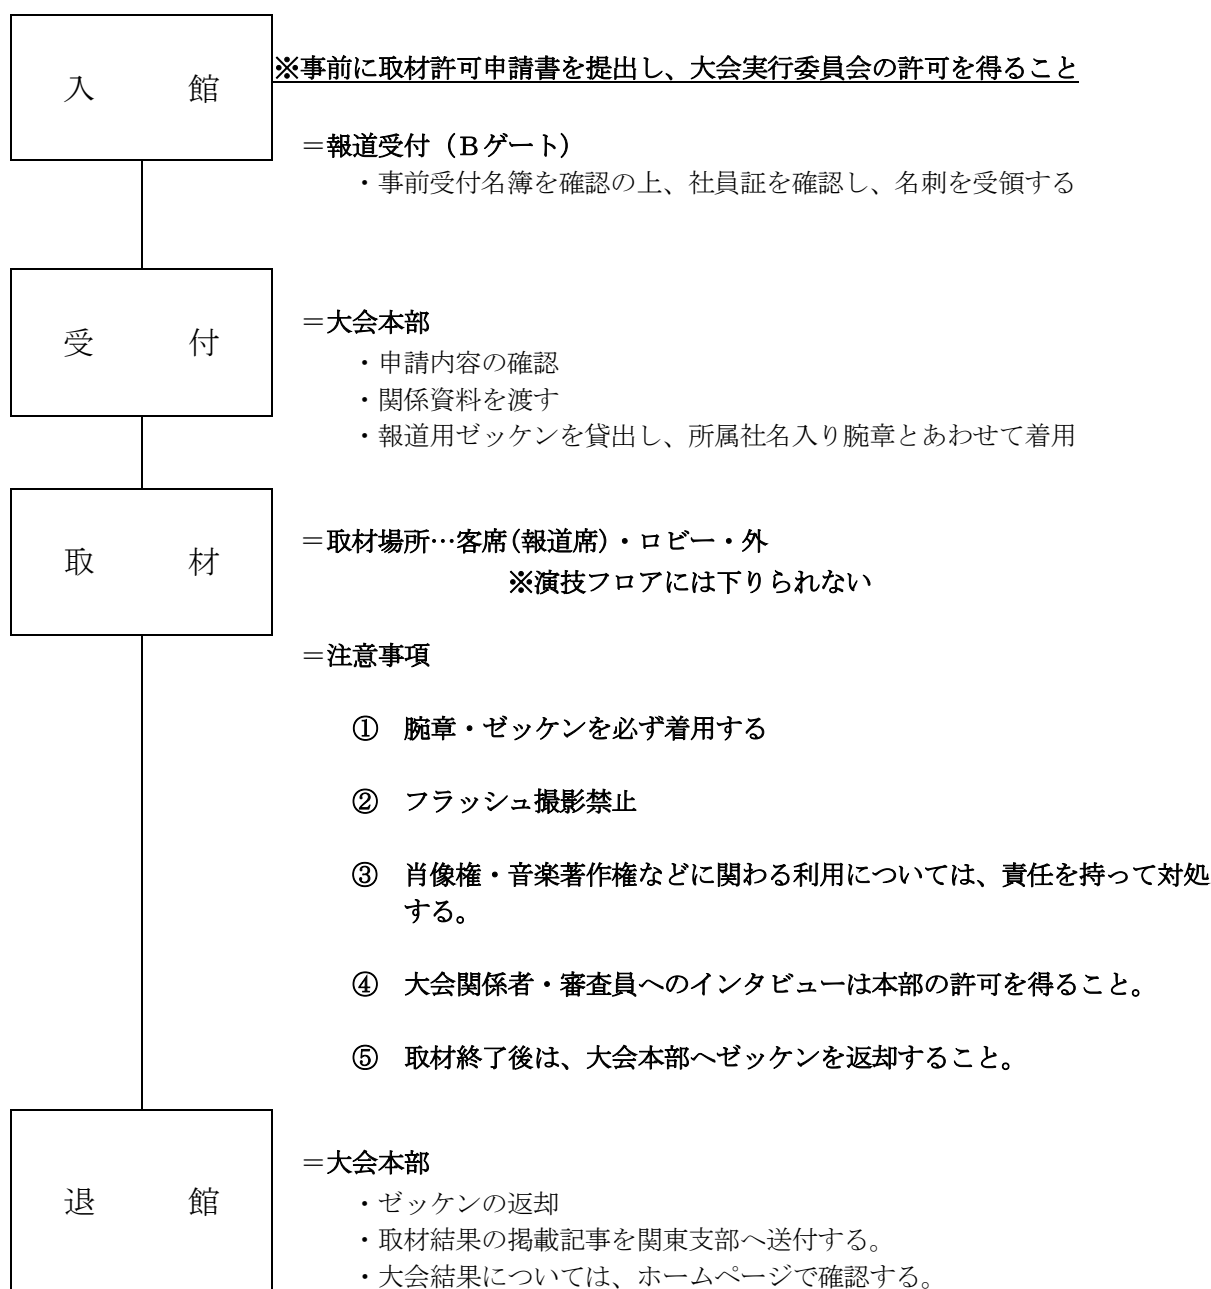 入　　館
※事前に取材許可申請書を提出し、大会実行委員会の許可を得ること
＝報道受付（Ｂゲート）
・事前受付名簿を確認の上、社員証を確認し、名刺を受領する
受　　付
＝大会本部
・申請内容の確認
・関係資料を渡す
・報道用ゼッケンを貸出し、所属社名入り腕章とあわせて着用
取　　材
＝取材場所…客席(報道席)・ロビー・外
※演技フロアには下りられない
＝注意事項
①　腕章・ゼッケンを必ず着用する
②　フラッシュ撮影禁止
③　肖像権・音楽著作権などに関わる利用については、責任を持って対処
する。
④　大会関係者・審査員へのインタビューは本部の許可を得ること。
⑤　取材終了後は、大会本部へゼッケンを返却すること。
退　　館
＝大会本部
・ゼッケンの返却
・取材結果の掲載記事を関東支部へ送付する。
・大会結果については、ホームページで確認する。